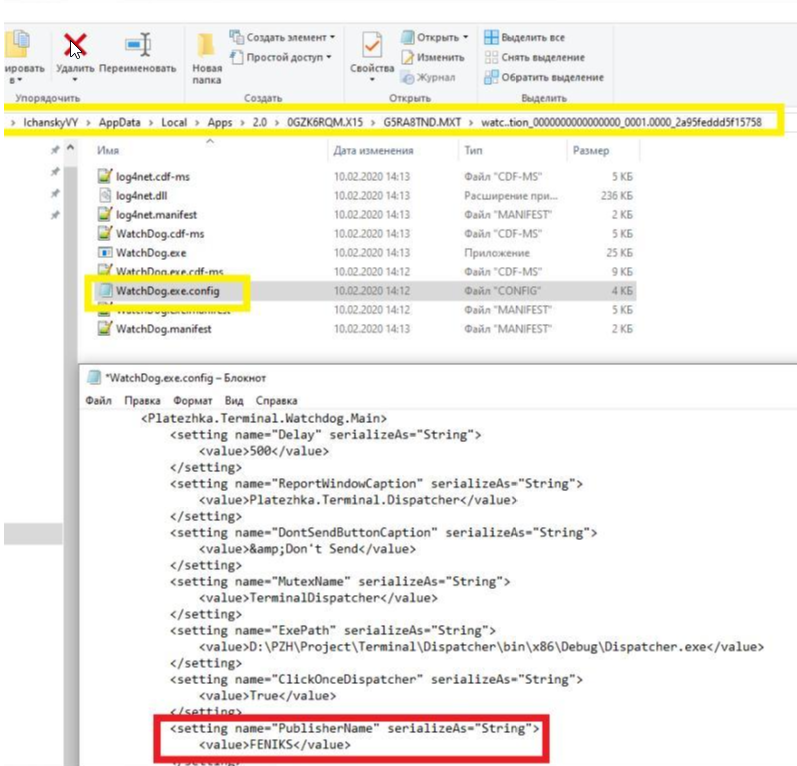 Создать элемент
Открыть
Выделить все
Простой доступ
Изменить
Снять выделение
ировать
Удалить
Переименовать
Новая
папка
Свойства
Журнал
Обратить выделение
в
Упорядочить
Создать
Открыть
Выделить
> IchanskyVY > AppData > Local > Apps > 2.0 > 0GZK6RQM.X15 > G5RA8TND.MXT > watc..tion_0000000000000000_0001.0000_2a95feddd5f15758
Имя Дата изменения Тип Размер
log4net.cdf-ms 10.02.2020 14:13 Файл "CDF-MS" 5 КБ
log4net.dll 10.02.2020 14:13 Расширение при... 236 КБ
log4net.manifest 10.02.2020 14:13 Файл "MANIFEST" 2 КБ
WatchDog.cdf-ms 10.02.2020 14:13 Файл "CDF-MS" 5 КБ
WatchDog.exe 10.02.2020 14:13 Приложение 25 КБ
WatchDog.exe.cdf-ms 10.02.2020 14:12 Файл "CDF-MS" 9 КБ
WatchDog.exe.config 10.02.2020 14:12 Файл "CONFIG" 4 КБ
WatchDog.exe.manifest 10.02.2020 14:12 Файл "MANIFEST" 5 КБ
WatchDog.manifest 10.02.2020 14:13 Файл "MANIFEST" 2 КБ
*WatchDog.exe.config – Блокнот
Файл Правка Формат Вид Справка
<Platezhka.Terminal.Watchdog.Main>
<setting name="Delay" serializeAs="String">
<value>500</value>
</setting>
<setting name="ReportWindowCaption" serializeAs="String">
<value>Platezhka.Terminal.Dispatcher</value>
</setting>
<setting name="DontSendButtonCaption" serializeAs="String">
<value>&amp;Don't Send</value>
</setting>
<setting name="MutexName" serializeAs="String">
<value>TerminalDispatcher</value>
</setting>
<setting name="ExePath" serializeAs="String">
<value>D:\PZH\Project\Terminal\Dispatcher\bin\x86\Debug\Dispatcher.exe</value>
</setting>
<setting name="ClickOnceDispatcher" serializeAs="String">
<value>True</value>
</setting>
<setting name="PublisherName" serializeAs="String">
<value>FENIKS</value>
</setting>